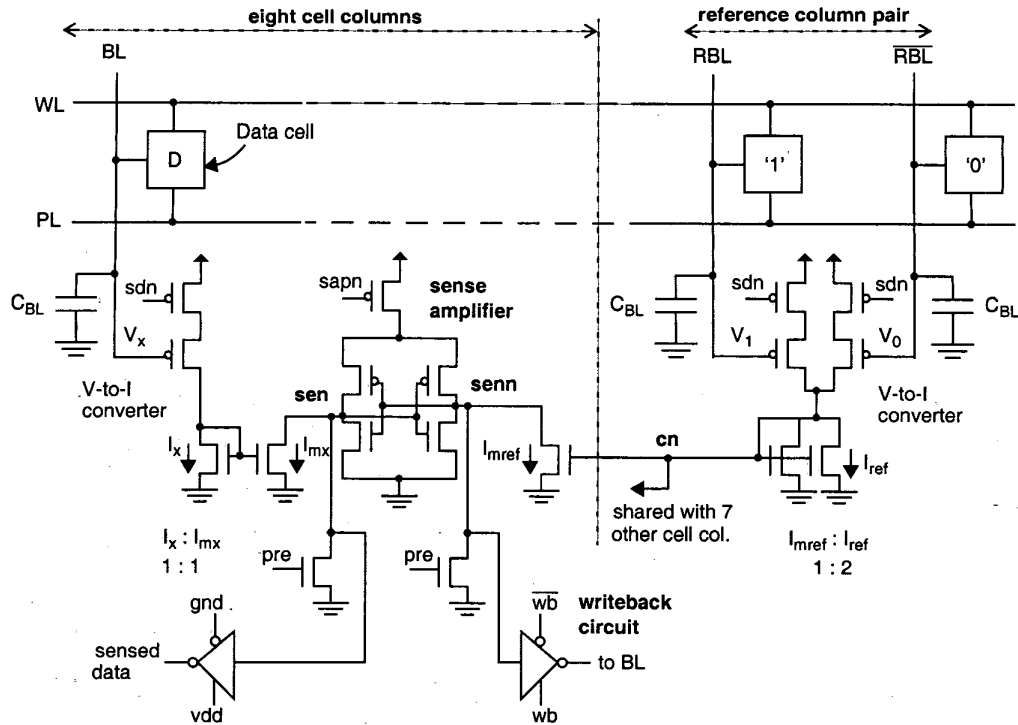 eight cell columns
reference column pair
BL
RBL
RBL
WL
Data cell
D
'1'
'0'
PL
sdn
sapn
sense
amplifier
sdn
sdn
C_BL
C_BL
C_BL
V_x
V_1
V_0
V-to-I
converter
sen
senn
V-to-I
converter
cn
I_x
I_mx
I_mref
I_ref
shared with 7
other cell col.
I_x : I_mx
1 : 1
pre
pre
I_mref : I_ref
1 : 2
gnd
wb
writeback
circuit
sensed
data
to BL
vdd
wb